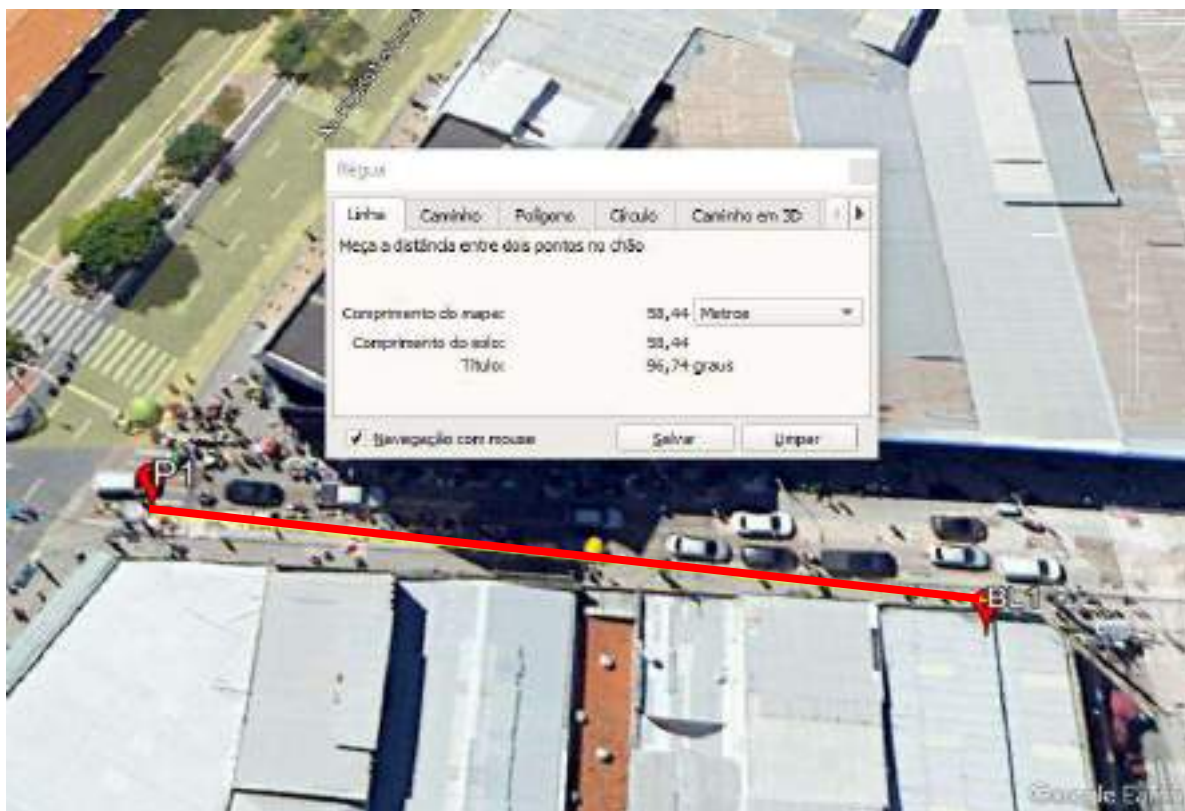 Régua
Linha Caminho Polígono Círculo Caminho em 3D
Meça a distância entre dois pontos no chão
Comprimento do mapa: 58,44 Metros
Comprimento do solo: 58,44
Título: 96,74 graus
Navegação com mouse Salvar Limpar
P1
BL1
Google Earth